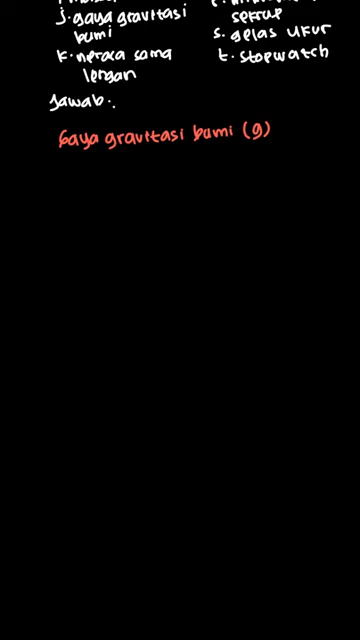 j. gaya gravitasi
bumi
sekrup
s. gelas ukur
k. neraca sama
lengan
t. stopwatch
Jawab :
Gaya gravitasi bumi (g)